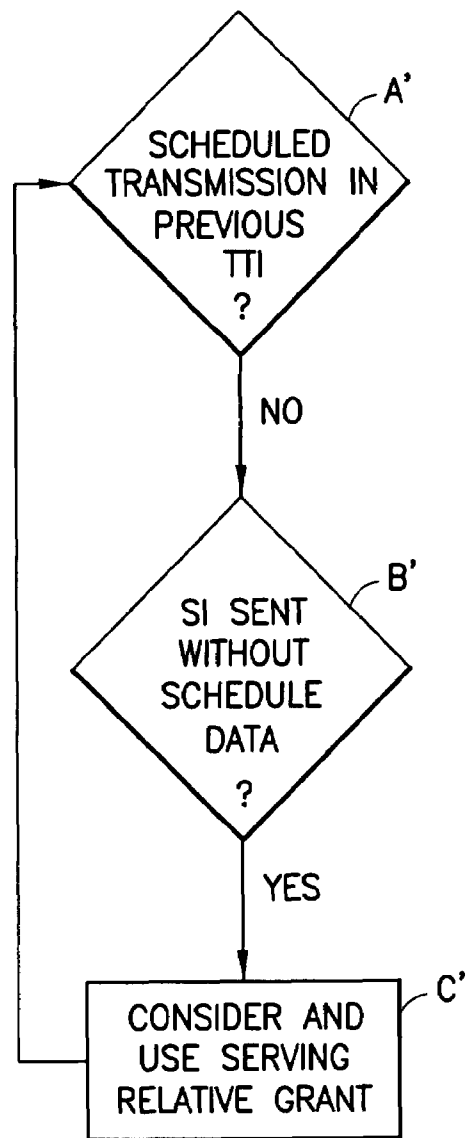 A'
SCHEDULED
TRANSMISSION IN
PREVIOUS
TTI
?
NO
B'
SI SENT
WITHOUT
SCHEDULE
DATA
?
YES
C'
CONSIDER AND
USE SERVING
RELATIVE GRANT